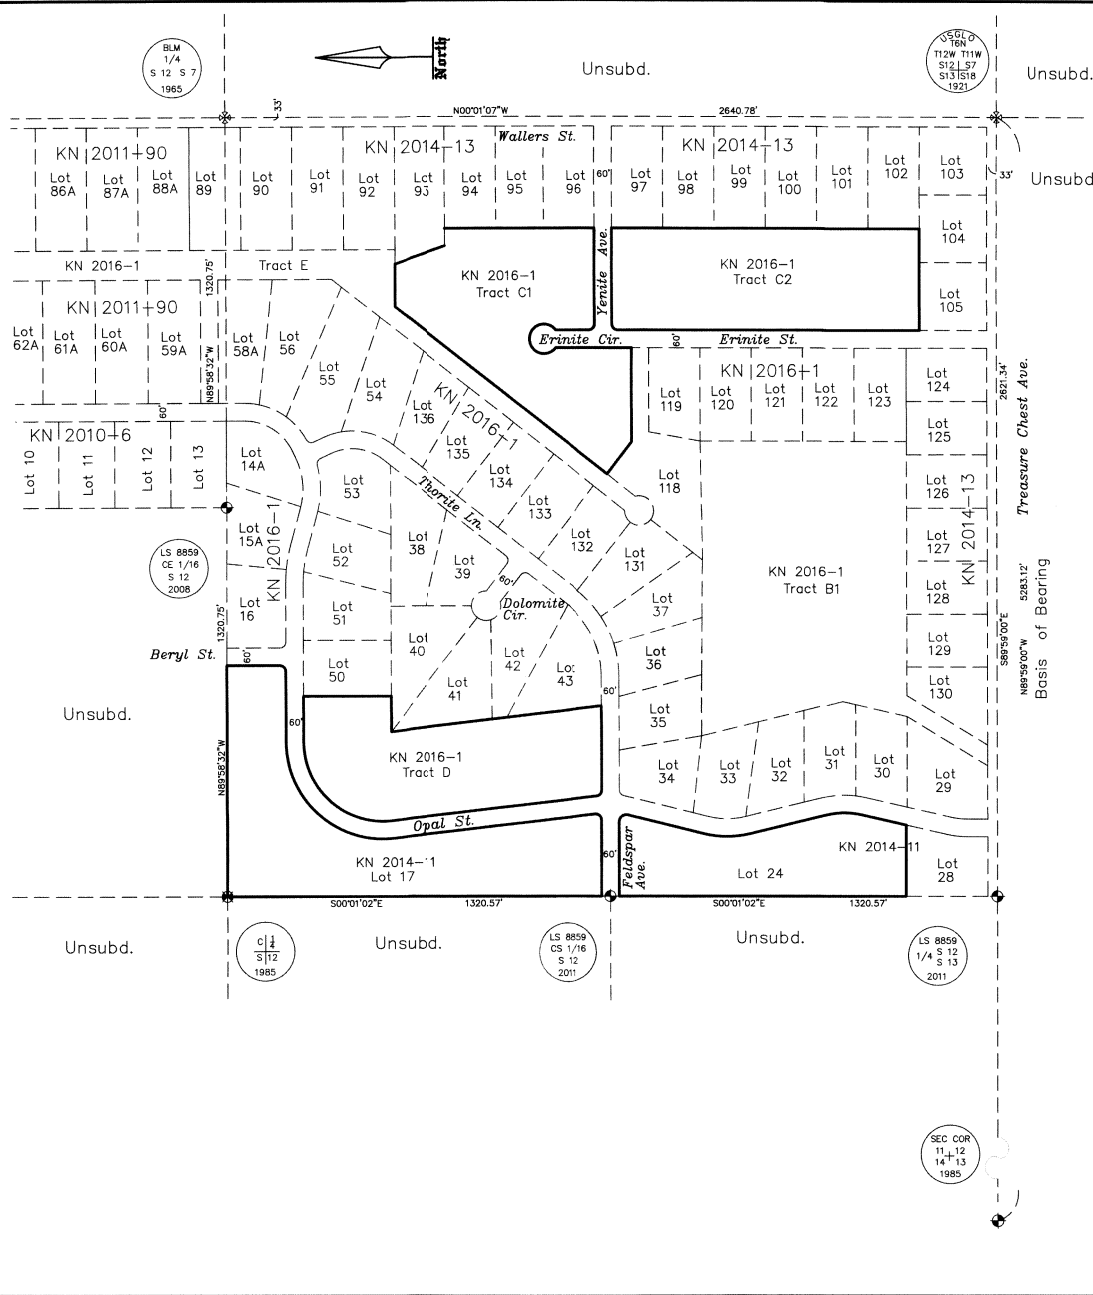 BLM
1/4
S 12 S 7
1965
North
Unsubd.
USGLO
T6N
T12W T11W
S12 S7
S13 S18
1921
Unsubd.
33'
N00°01'07"W
2640.78'
Wallers St.
KN 2011-90
KN 2014-13
KN 2014-13
Lot 86A
Lot 87A
Lot 88A
Lot 89
Lot 90
Lot 91
Lot 92
Lot 93
Lot 94
Lot 95
Lot 96
60'
Lot 97
Lot 98
Lot 99
Lot 100
Lot 101
Lot 102
Lot 103
33'
Unsubd
Lot 104
Lot 105
KN 2016-1
Tract E
1320.75'
N89°58'32"W
KN 2016-1
Tract C1
Yenite Ave.
KN 2016-1
Tract C2
KN 2011-90
Lot 62A
Lot 61A
Lot 60A
Lot 59A
Lot 58A
Lot 56
Lot 55
Lot 54
Lot 136
Lot 135
Lot 134
Lot 133
Lot 132
Lot 131
KN 2016-1
Erinite Cir.
60'
Erinite St.
KN 2016-1
Lot 119
Lot 120
Lot 121
Lot 122
Lot 123
Lot 124
Lot 125
Lot 126
Lot 127
Lot 128
Lot 129
Lot 130
KN 2014-13
2621.34'
S89°59'00"E
Treasure Chest Ave.
N89°59'00"W 5283.12'
Basis of Bearing
60'
KN 2010-6
Lot 10
Lot 11
Lot 12
Lot 13
Lot 14A
Lot 15A
Lot 16
KN 2016-1
Lot 53
Lot 52
Lot 51
Lot 50
Thorite Ln.
Lot 38
Lot 39
60'
Dolomite Cir.
Lot 40
Lot 41
Lot 42
Lot 43
Lot 118
Lot 37
Lot 36
Lot 35
60'
KN 2016-1
Tract B1
LS 8859
CE 1/16
S 12
2008
1320.75'
Beryl St.
60'
Unsubd.
N89°58'32"W
60'
KN 2016-1
Tract D
Lot 34
Lot 33
Lot 32
Lot 31
Lot 30
Lot 29
Opal St.
60'
Feldspar Ave.
KN 2014-11
Lot 17
Lot 24
KN 2014-11
Lot 28
S00°01'02"E
1320.57'
S00°01'02"E
1320.57'
Unsubd.
C 1/4
S 12
1985
Unsubd.
LS 8859
CS 1/16
S 12
2011
Unsubd.
LS 8859
1/4 S 12
S 13
2011
SEC COR
11 12
14 13
1985